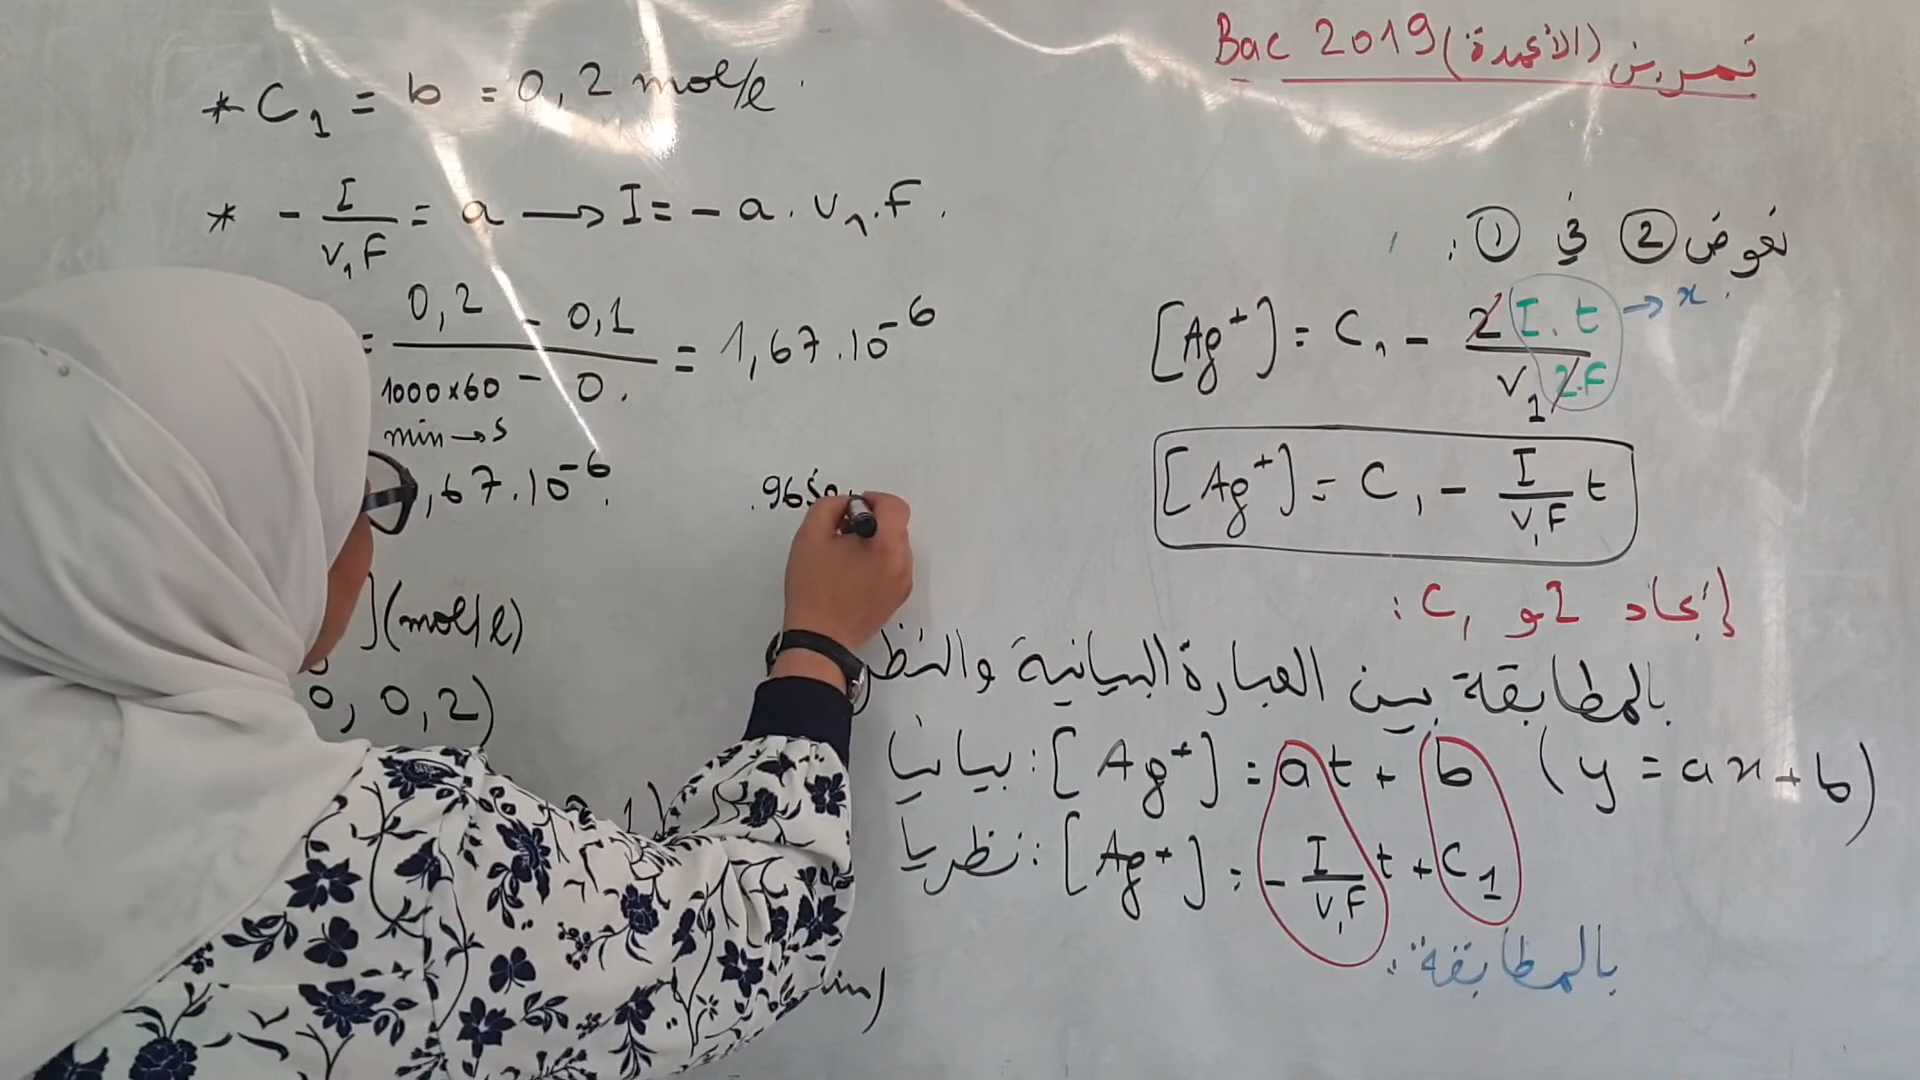 تمرين (الأعمدة) Bac 2019
* C₁ = b = 0,2 mol/l.
* - I / V₁F = a → I = - a . V₁ . F.
= (0,2 - 0,1) / (1000x60 - 0.) = 1,67.10⁻⁶
min → s
,67.10⁻⁶. .9650
](mol/l)
0, 0,2)
نعوض ② في ① :
[Ag⁺] = C₁ - 2 I.t / V₁ 2.F → x.
[Ag⁺] = C₁ - I / V₁F t
إيجاد I و C₁ :
بالمطابقة بين العبارة البيانية والنظر
بيانيا : [Ag⁺] = at + b (y = ax + b)
نظريا : [Ag⁺] = - I / V₁F t + C₁
بالمطابقة :